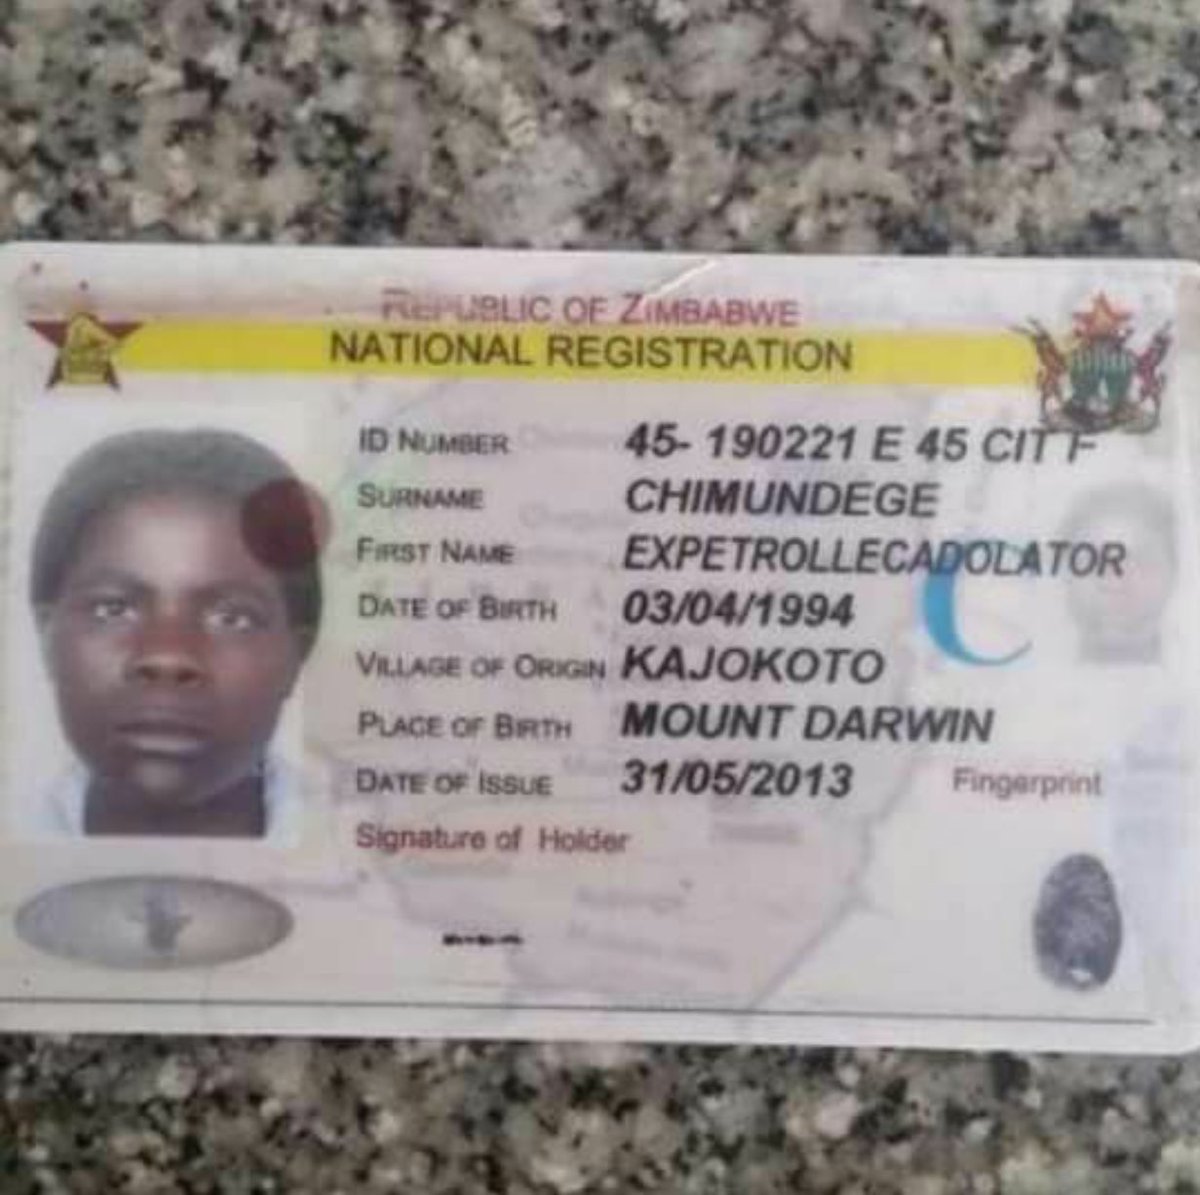 REPUBLIC OF ZIMBABWE
NATIONAL REGISTRATION
ID NUMBER 45- 190221 E 45 CIT F
SURNAME CHIMUNDEGE
FIRST NAME EXPETROLLECADOLATOR
DATE OF BIRTH 03/04/1994
VILLAGE OF ORIGIN KAJOKOTO
PLACE OF BIRTH MOUNT DARWIN
DATE OF ISSUE 31/05/2013
Fingerprint
Signature of Holder